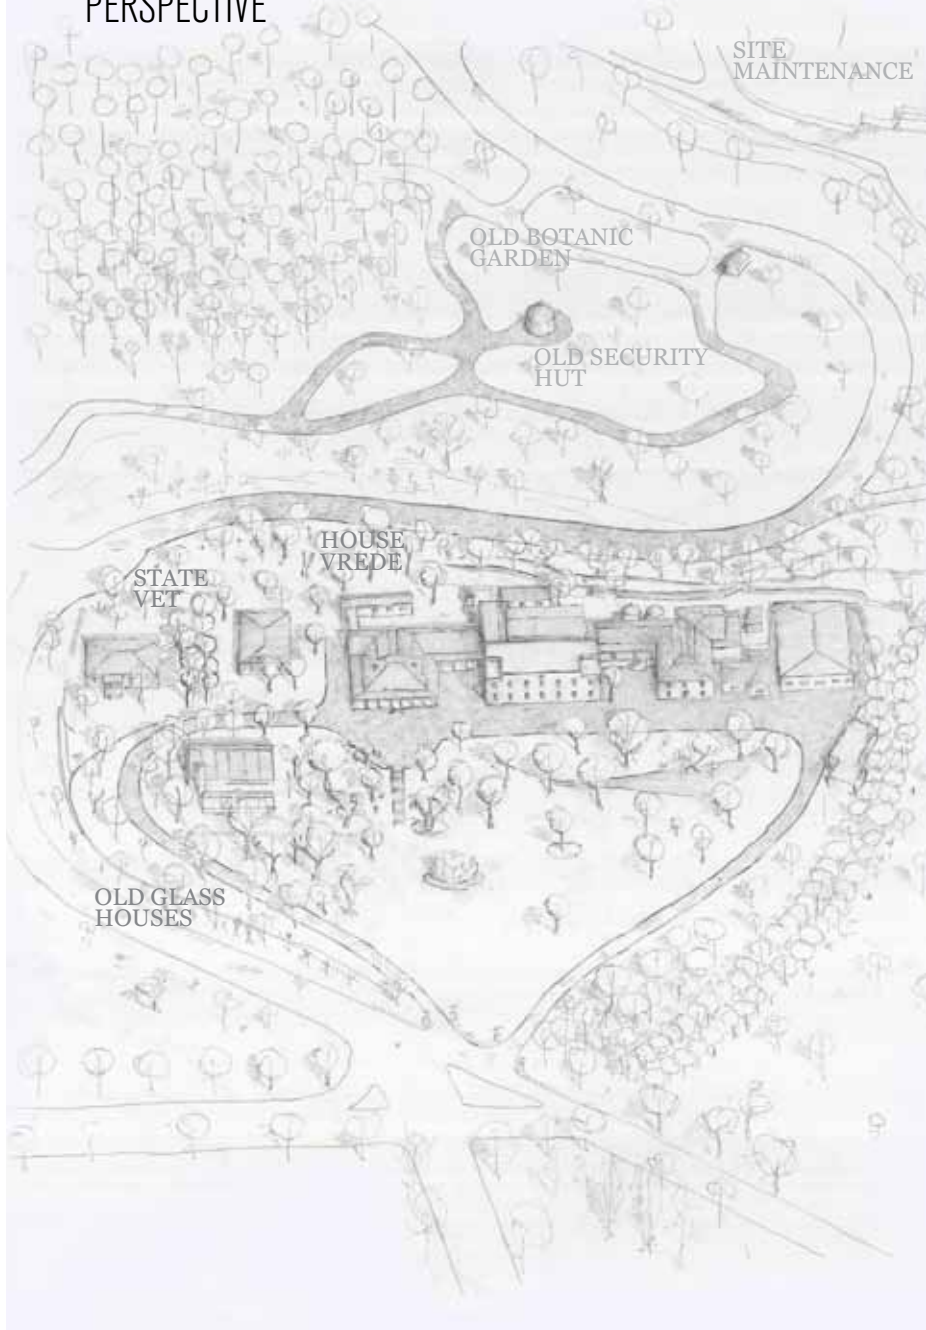 PERSPECTIVE
SITE
MAINTENANCE
OLD BOTANIC
GARDEN
OLD SECURITY
HUT
HOUSE
VREDE
STATE
VET
OLD GLASS
HOUSES